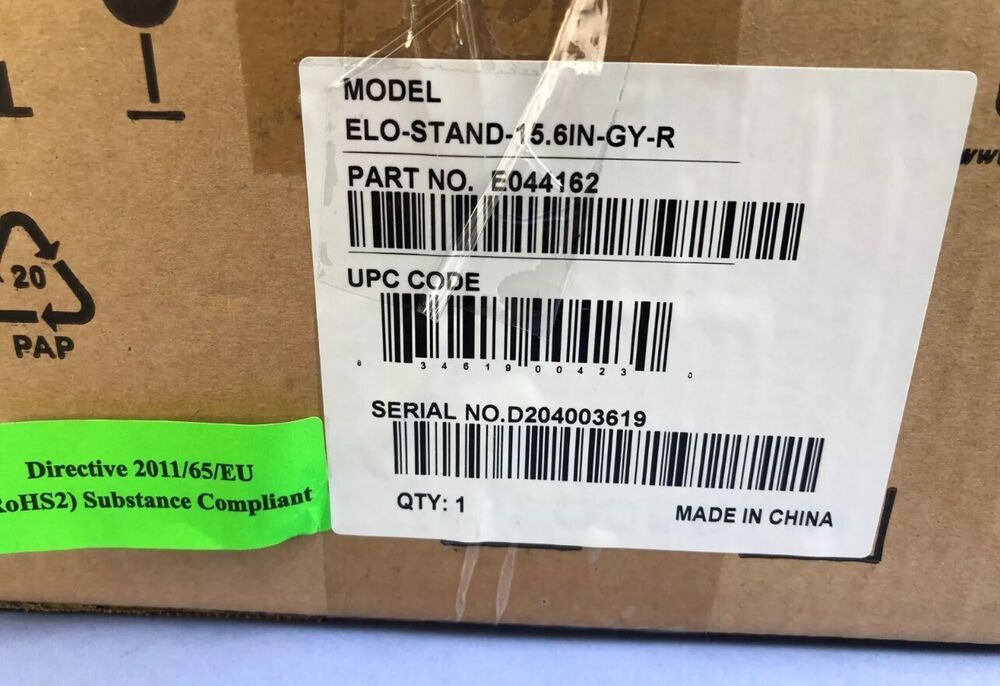 MODEL
ELO-STAND-15.6IN-GY-R
PART NO. E044162
UPC CODE
8 34619 00423 0
SERIAL NO.D204003619
QTY: 1
MADE IN CHINA
20
PAP
Directive 2011/65/EU
RoHS2) Substance Compliant